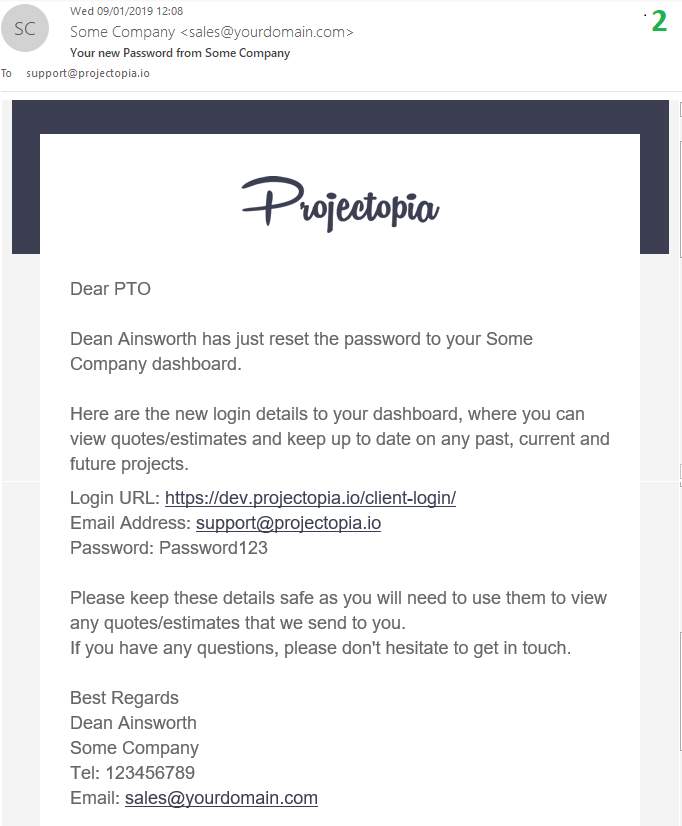 SC
Wed 09/01/2019 12:08
Some Company <sales@yourdomain.com>
Your new Password from Some Company
2
To support@projectopia.io
Projectopia
Dear PTO
Dean Ainsworth has just reset the password to your Some
Company dashboard.
Here are the new login details to your dashboard, where you can
view quotes/estimates and keep up to date on any past, current and
future projects.
Login URL: https://dev.projectopia.io/client-login/
Email Address: support@projectopia.io
Password: Password123
Please keep these details safe as you will need to use them to view
any quotes/estimates that we send to you.
If you have any questions, please don't hesitate to get in touch.
Best Regards
Dean Ainsworth
Some Company
Tel: 123456789
Email: sales@yourdomain.com